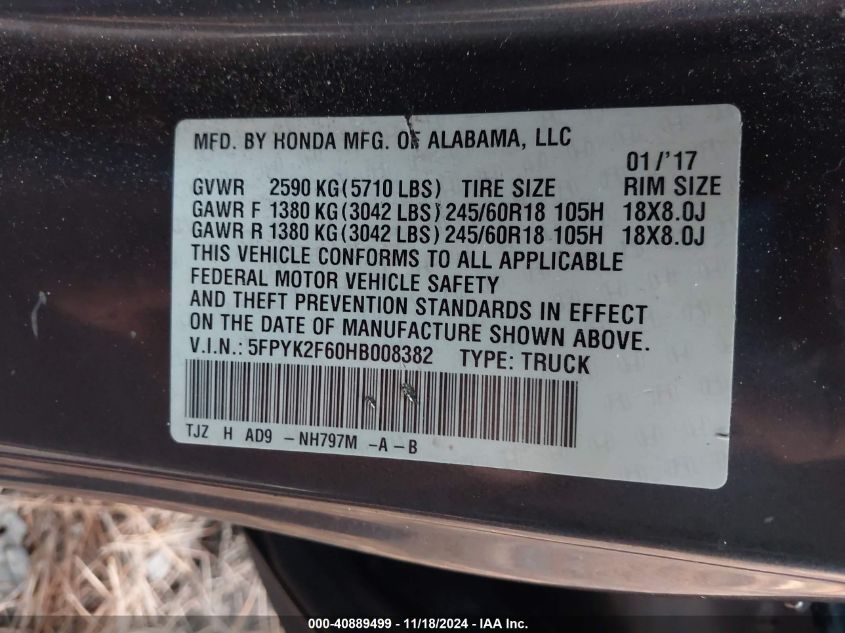 MFD. BY HONDA MFG. OF ALABAMA, LLC
01/'17
GVWR 2590 KG(5710 LBS) TIRE SIZE RIM SIZE
GAWR F 1380 KG(3042 LBS) 245/60R18 105H 18X8.0J
GAWR R 1380 KG(3042 LBS) 245/60R18 105H 18X8.0J
THIS VEHICLE CONFORMS TO ALL APPLICABLE
FEDERAL MOTOR VEHICLE SAFETY
AND THEFT PREVENTION STANDARDS IN EFFECT
ON THE DATE OF MANUFACTURE SHOWN ABOVE.
V.I.N.: 5FPYK2F60HB008382 TYPE: TRUCK
TJZ H AD9 -NH797M -A-B
000-40889499 - 11/18/2024 - IAA Inc.